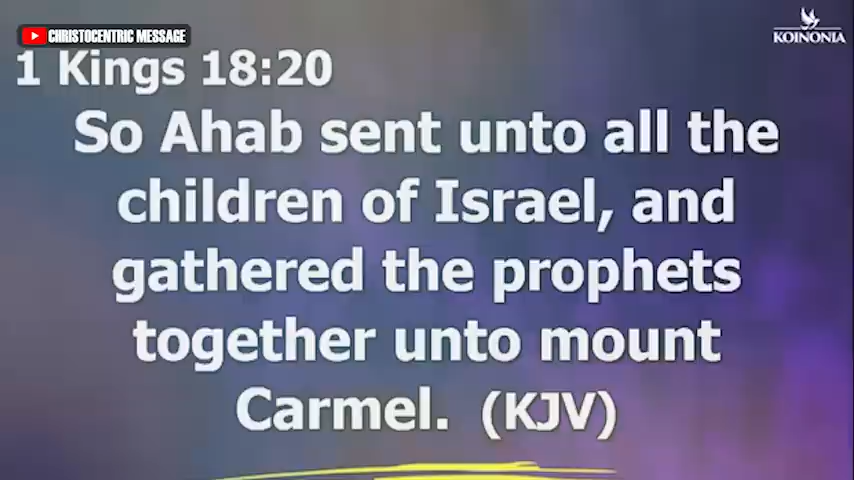 CHRISTOCENTRIC MESSAGE
KOINONIA
1 Kings 18:20
So Ahab sent unto all the
children of Israel, and
gathered the prophets
together unto mount
Carmel. (KJV)